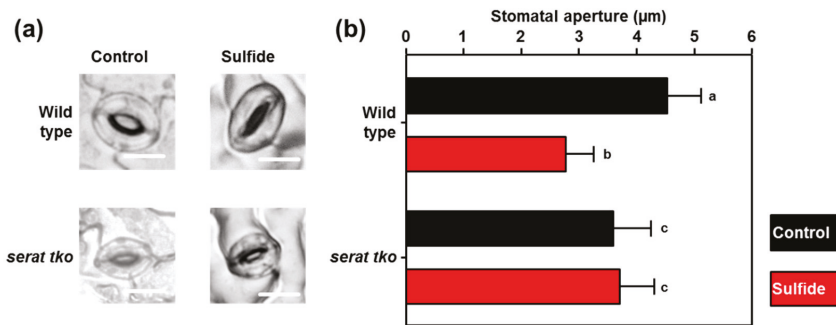 (a)
Control Sulfide
Wild
type
serat tko
(b)
Stomatal aperture (µm)
0 1 2 3 4 5 6
Wild
type
a
b
serat tko
c
c
Control
Sulfide